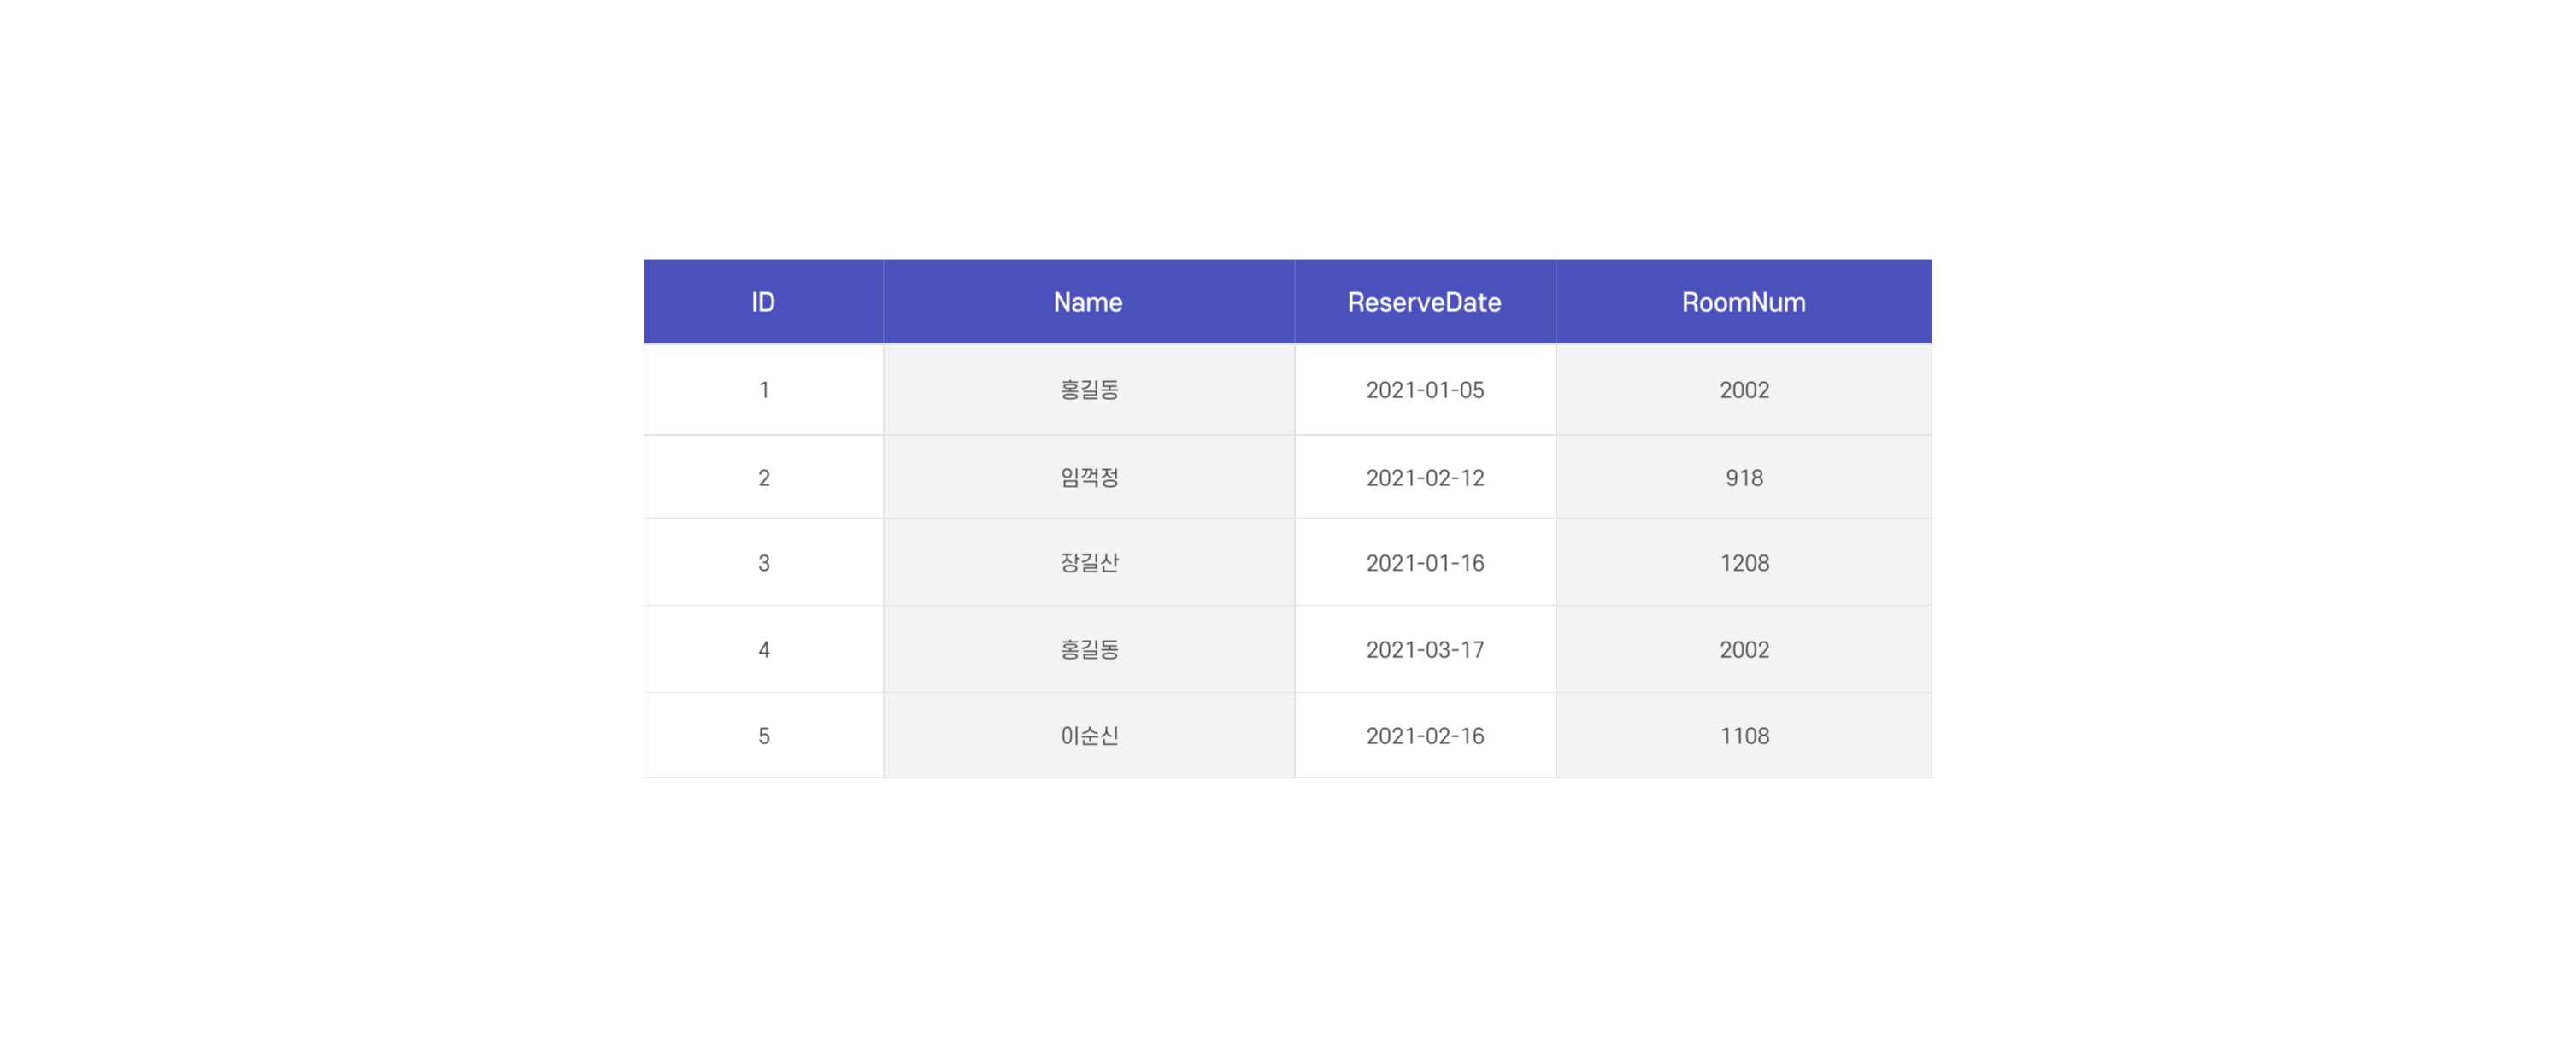 ID Name ReserveDate RoomNum
1 홍길동 2021-01-05 2002
2 임꺽정 2021-02-12 918
3 장길산 2021-01-16 1208
4 홍길동 2021-03-17 2002
5 이순신 2021-02-16 1108